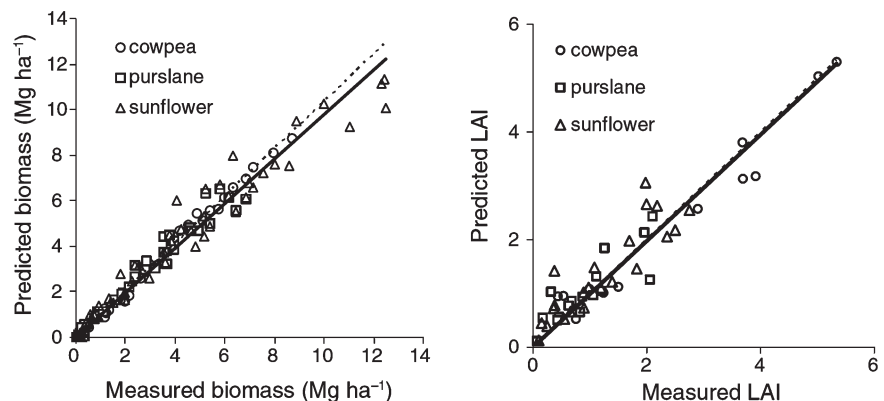 14
12
10
8
6
4
2
0
Predicted biomass (Mg ha⁻¹)
cowpea
purslane
sunflower
0 2 4 6 8 10 12 14
Measured biomass (Mg ha⁻¹)
6
4
2
0
Predicted LAI
cowpea
purslane
sunflower
0 2 4 6
Measured LAI